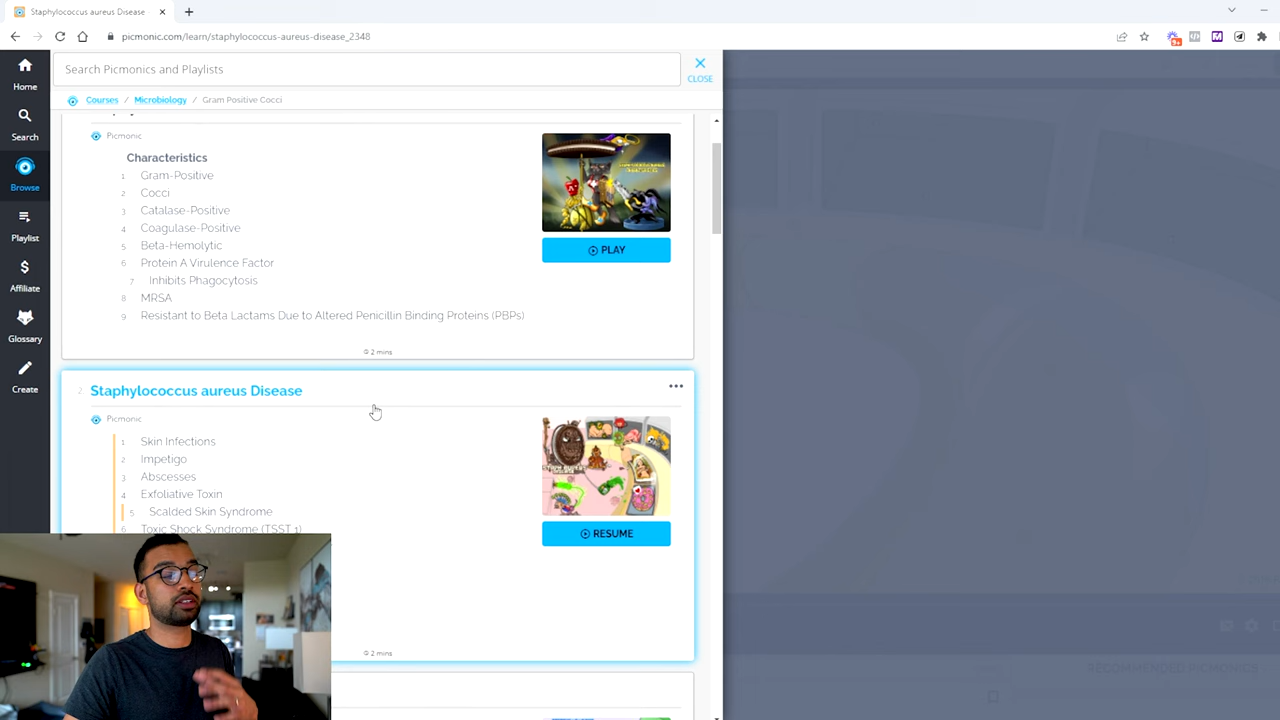 Staphylococcus aureus Disease
picmonic.com/learn/staphylococcus-aureus-disease_2348
9+
Search Picmonics and Playlists
CLOSE
Courses / Microbiology / Gram Positive Cocci
Home
Search
Browse
Playlist
Affiliate
Glossary
Create
Picmonic
Characteristics
1 Gram-Positive
2 Cocci
3 Catalase-Positive
4 Coagulase-Positive
5 Beta-Hemolytic
6 Protein A Virulence Factor
7 Inhibits Phagocytosis
8 MRSA
9 Resistant to Beta Lactams Due to Altered Penicillin Binding Proteins (PBPs)
PLAY
2 mins
2 Staphylococcus aureus Disease
Picmonic
1 Skin Infections
2 Impetigo
3 Abscesses
4 Exfoliative Toxin
5 Scalded Skin Syndrome
6 Toxic Shock Syndrome (TSST 1)
RESUME
2 mins
RECOMMENDED PICMONICS